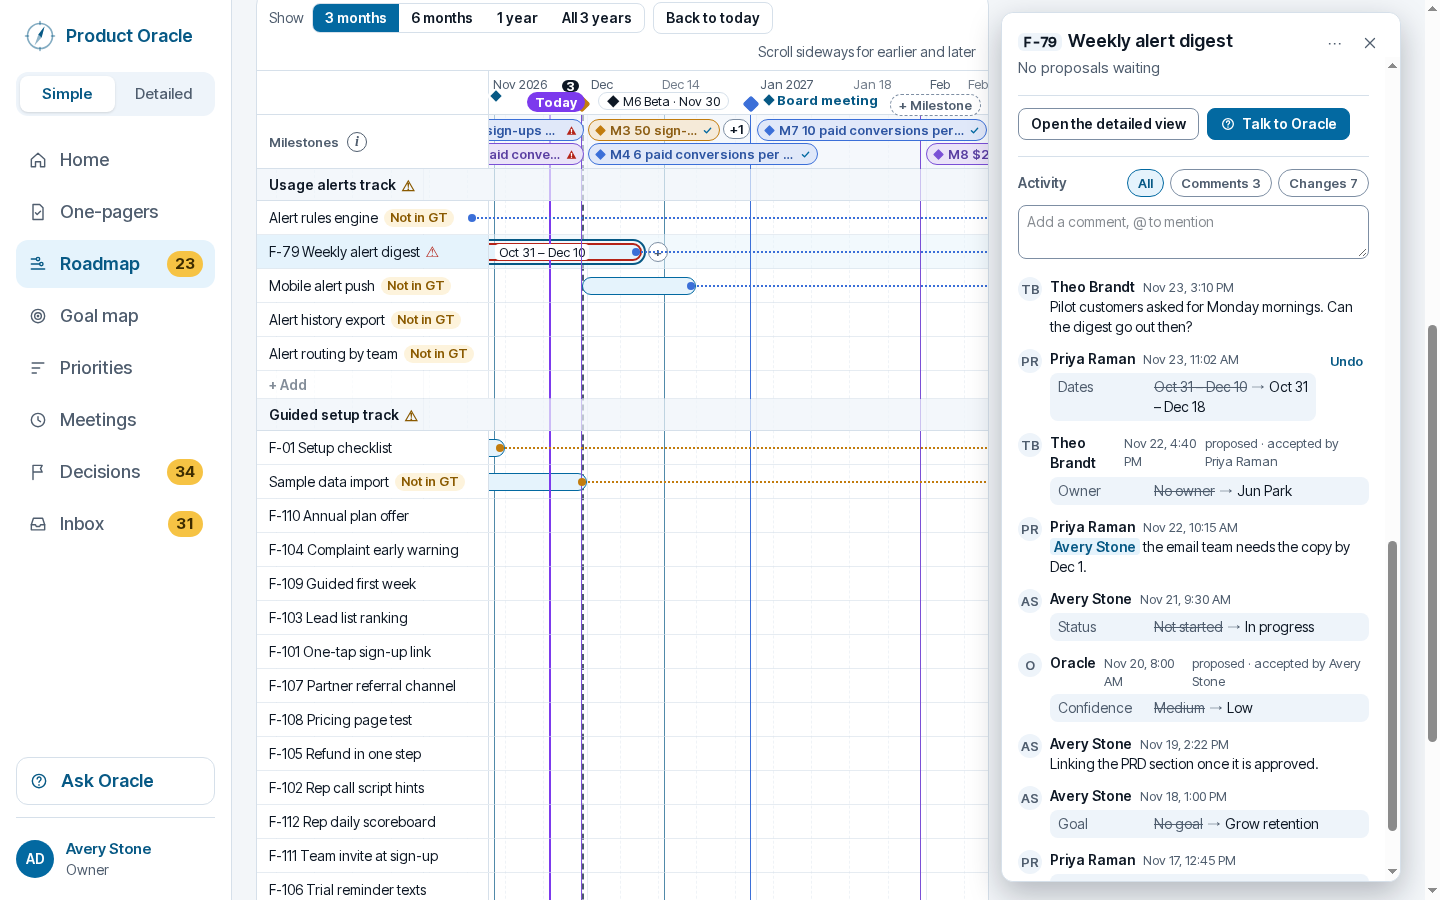 Product Oracle
Simple
Detailed
Home
One-pagers
Roadmap 23
Goal map
Priorities
Meetings
Decisions 34
Inbox 31
Ask Oracle
AD
Avery Stone
Owner
Show
3 months
6 months
1 year
All 3 years
Back to today
Scroll sideways for earlier and later
Nov 2026
3
Dec
Dec 14
Jan 2027
Jan 18
Feb
Feb
Today
M6 Beta · Nov 30
Board meeting
+ Milestone
Milestones i
sign-ups ...
M3 50 sign-...
+1
M7 10 paid conversions per...
aid conve...
M4 6 paid conversions per ...
M8 $2
Usage alerts track
Alert rules engine Not in GT
F-79 Weekly alert digest
Oct 31 – Dec 10
Mobile alert push Not in GT
Alert history export Not in GT
Alert routing by team Not in GT
+ Add
Guided setup track
F-01 Setup checklist
Sample data import Not in GT
F-110 Annual plan offer
F-104 Complaint early warning
F-109 Guided first week
F-103 Lead list ranking
F-101 One-tap sign-up link
F-107 Partner referral channel
F-108 Pricing page test
F-105 Refund in one step
F-102 Rep call script hints
F-112 Rep daily scoreboard
F-111 Team invite at sign-up
F-106 Trial reminder texts
F-79 Weekly alert digest
No proposals waiting
Open the detailed view
Talk to Oracle
Activity
All
Comments 3
Changes 7
Add a comment, @ to mention
TB Theo Brandt Nov 23, 3:10 PM
Pilot customers asked for Monday mornings. Can
the digest go out then?
PR Priya Raman Nov 23, 11:02 AM Undo
Dates Oct 31 – Dec 10 → Oct 31
– Dec 18
TB Theo Brandt Nov 22, 4:40 PM proposed · accepted by Priya Raman
Owner No owner → Jun Park
PR Priya Raman Nov 22, 10:15 AM
Avery Stone the email team needs the copy by
Dec 1.
AS Avery Stone Nov 21, 9:30 AM
Status Not started → In progress
O Oracle Nov 20, 8:00 AM proposed · accepted by Avery Stone
Confidence Medium → Low
AS Avery Stone Nov 19, 2:22 PM
Linking the PRD section once it is approved.
AS Avery Stone Nov 18, 1:00 PM
Goal No goal → Grow retention
PR Priya Raman Nov 17, 12:45 PM